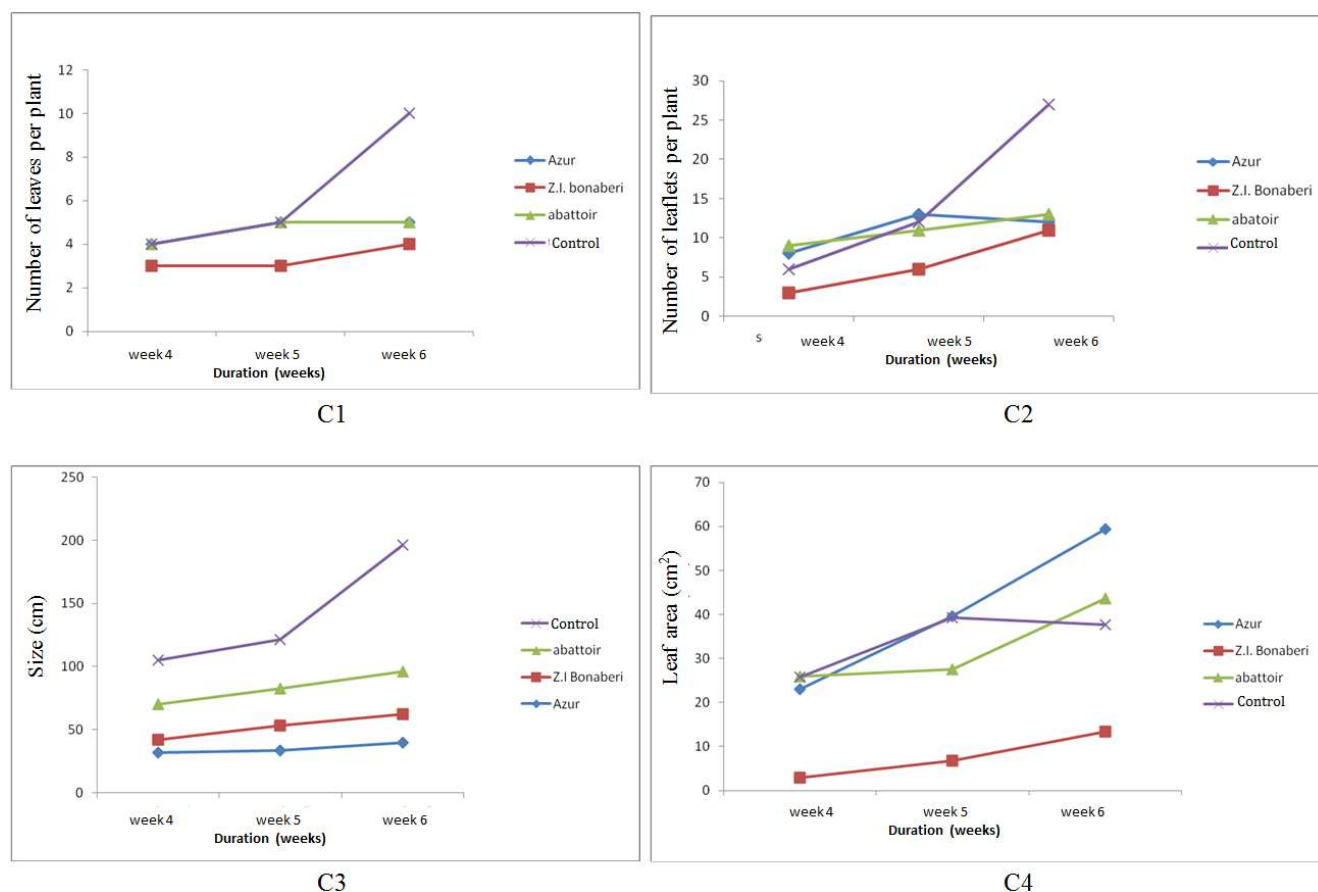 12
10
8
6
4
2
0
Number of leaves per plant
week 4 week 5 week 6
Duration (weeks)
Azur
Z.I. bonaberi
abattoir
Control
C1
30
25
20
15
10
5
0
Number of leaflets per plant
s week 4 week 5 week 6
Duration (weeks)
Azur
Z.I. Bonaberi
abatoir
Control
C2
250
200
150
100
50
0
Size (cm)
week 4 week 5 week 6
Duration (weeks)
Control
abattoir
Z.I Bonaberi
Azur
C3
70
60
50
40
30
20
10
0
Leaf area (cm²)
week 4 week 5 week 6
Duration (weeks)
Azur
Z.I. Bonaberi
abattoir
Control
C4